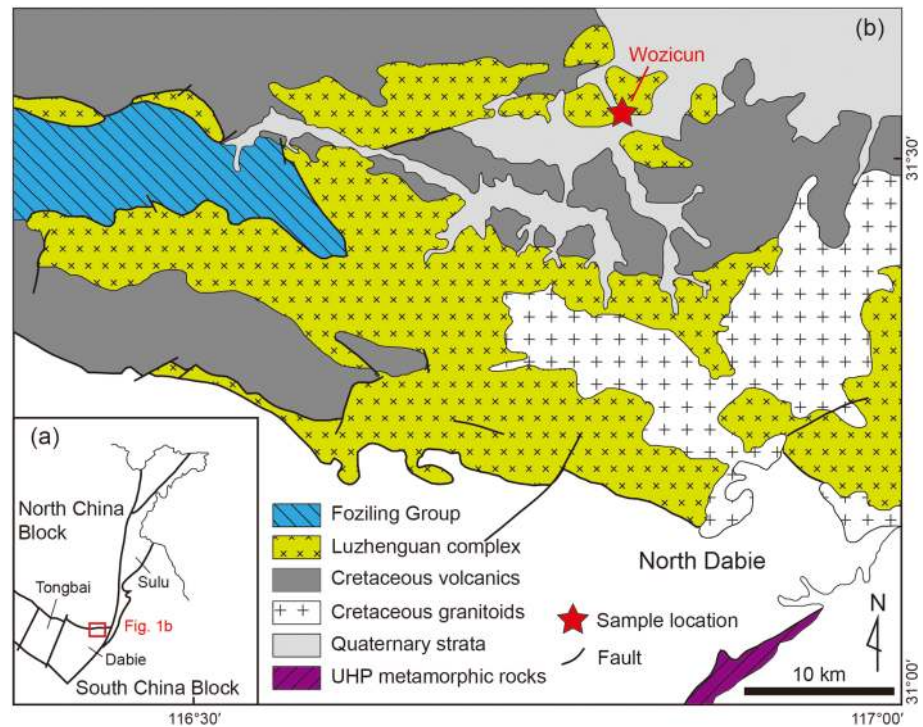 (b)
Wozicun
31°30'
(a)
North China
Block
Tongbai
Sulu
Fig. 1b
Dabie
South China Block
Foziling Group
Luzhenguan complex
Cretaceous volcanics
Cretaceous granitoids
Quaternary strata
UHP metamorphic rocks
North Dabie
Sample location
Fault
N
10 km
31°00'
116°30'
117°00'